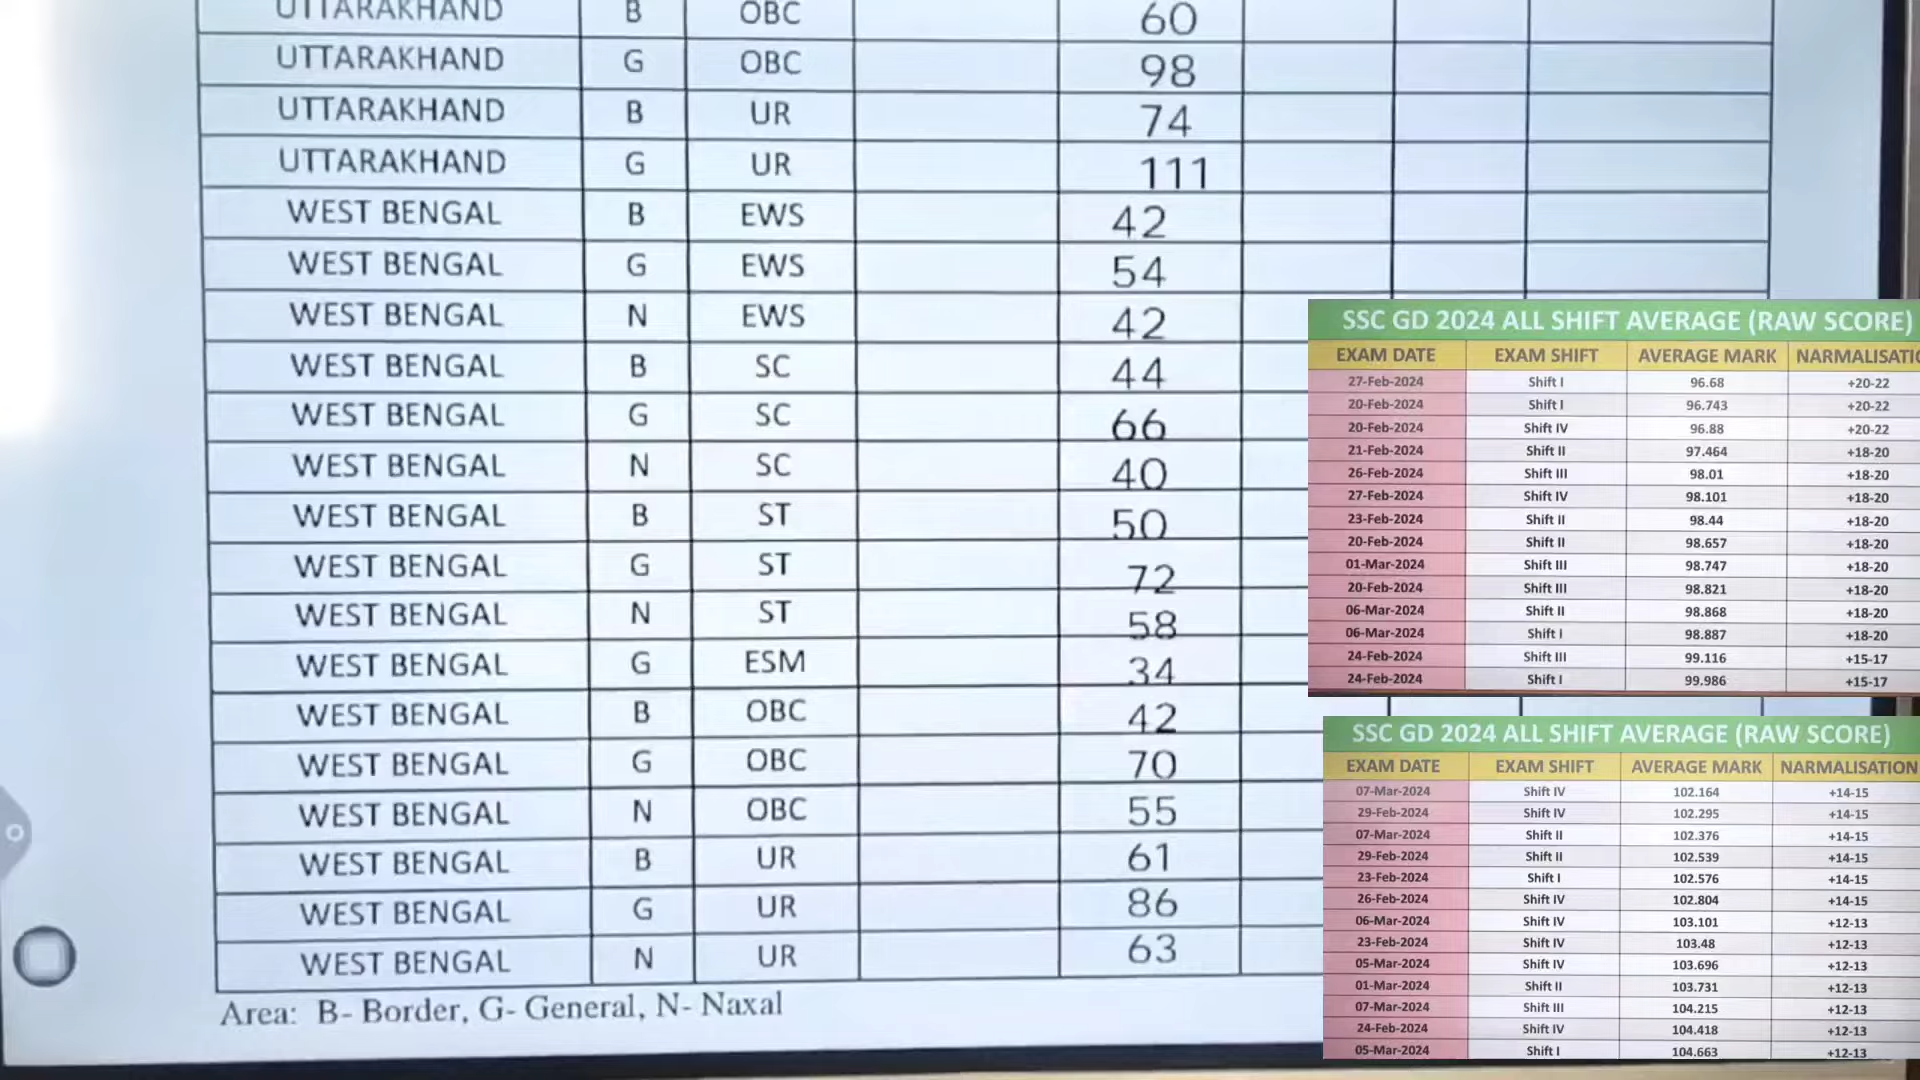 UTTARAKHAND B OBC 60
UTTARAKHAND G OBC 98
UTTARAKHAND B UR 74
UTTARAKHAND G UR 111
WEST BENGAL B EWS 42
WEST BENGAL G EWS 54
WEST BENGAL N EWS 42
WEST BENGAL B SC 44
WEST BENGAL G SC 66
WEST BENGAL N SC 40
WEST BENGAL B ST 50
WEST BENGAL G ST 72
WEST BENGAL N ST 58
WEST BENGAL G ESM 34
WEST BENGAL B OBC 42
WEST BENGAL G OBC 70
WEST BENGAL N OBC 55
WEST BENGAL B UR 61
WEST BENGAL G UR 86
WEST BENGAL N UR 63
Area: B- Border, G- General, N- Naxal
SSC GD 2024 ALL SHIFT AVERAGE (RAW SCORE)
EXAM DATE EXAM SHIFT AVERAGE MARK NARMALISATIO
27-Feb-2024 Shift I 96.68 +20-22
20-Feb-2024 Shift I 96.743 +20-22
20-Feb-2024 Shift IV 96.88 +20-22
21-Feb-2024 Shift II 97.464 +18-20
26-Feb-2024 Shift III 98.01 +18-20
27-Feb-2024 Shift IV 98.101 +18-20
23-Feb-2024 Shift II 98.44 +18-20
20-Feb-2024 Shift II 98.657 +18-20
01-Mar-2024 Shift III 98.747 +18-20
20-Feb-2024 Shift III 98.821 +18-20
06-Mar-2024 Shift II 98.868 +18-20
06-Mar-2024 Shift I 98.887 +18-20
24-Feb-2024 Shift III 99.116 +15-17
24-Feb-2024 Shift I 99.986 +15-17
SSC GD 2024 ALL SHIFT AVERAGE (RAW SCORE)
EXAM DATE EXAM SHIFT AVERAGE MARK NARMALISATION
07-Mar-2024 Shift IV 102.164 +14-15
29-Feb-2024 Shift IV 102.295 +14-15
07-Mar-2024 Shift II 102.376 +14-15
29-Feb-2024 Shift II 102.539 +14-15
23-Feb-2024 Shift I 102.576 +14-15
26-Feb-2024 Shift IV 102.804 +14-15
06-Mar-2024 Shift IV 103.101 +12-13
23-Feb-2024 Shift IV 103.48 +12-13
05-Mar-2024 Shift IV 103.696 +12-13
01-Mar-2024 Shift II 103.731 +12-13
07-Mar-2024 Shift III 104.215 +12-13
24-Feb-2024 Shift IV 104.418 +12-13
05-Mar-2024 Shift I 104.663 +12-13